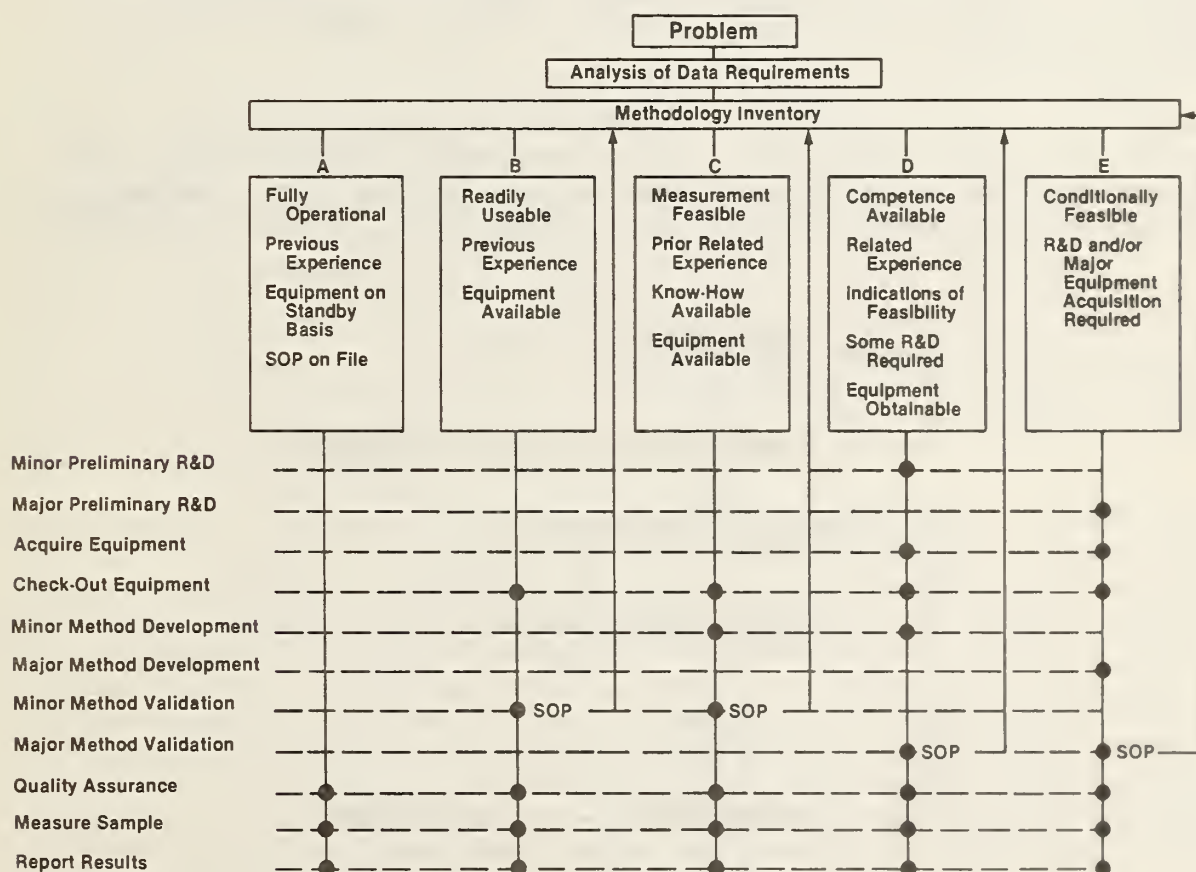 Problem
Analysis of Data Requirements
Methodology Inventory
A
B
C
D
E
Fully
Operational
Previous
Experience
Equipment on
Standby
Basis
SOP on File
Readily
Useable
Previous
Experience
Equipment
Available
Measurement
Feasible
Prior Related
Experience
Know-How
Available
Equipment
Available
Competence
Available
Related
Experience
Indications of
Feasibility
Some R&D
Required
Equipment
Obtainable
Conditionally
Feasible
R&D and/or
Major
Equipment
Acquisition
Required
Minor Preliminary R&D
Major Preliminary R&D
Acquire Equipment
Check-Out Equipment
Minor Method Development
Major Method Development
Minor Method Validation
SOP
SOP
Major Method Validation
SOP
SOP
Quality Assurance
Measure Sample
Report Results